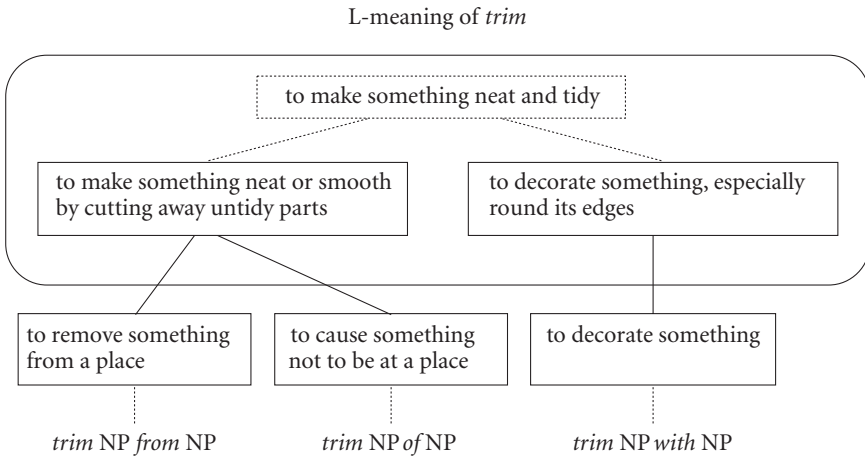 L-meaning of trim
to make something neat and tidy
to make something neat or smooth
by cutting away untidy parts
to decorate something, especially
round its edges
to remove something
from a place
to cause something
not to be at a place
to decorate something
trim NP from NP
trim NP of NP
trim NP with NP